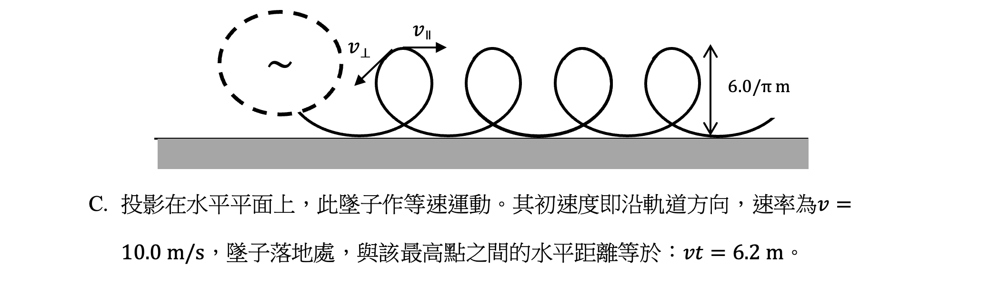 v∥
v⊥
~
6.0/π m
C. 投影在水平平面上，此墜子作等速運動。其初速度即沿軌道方向，速率為v =
10.0 m/s，墜子落地處，與該最高點之間的水平距離等於：vt = 6.2 m。